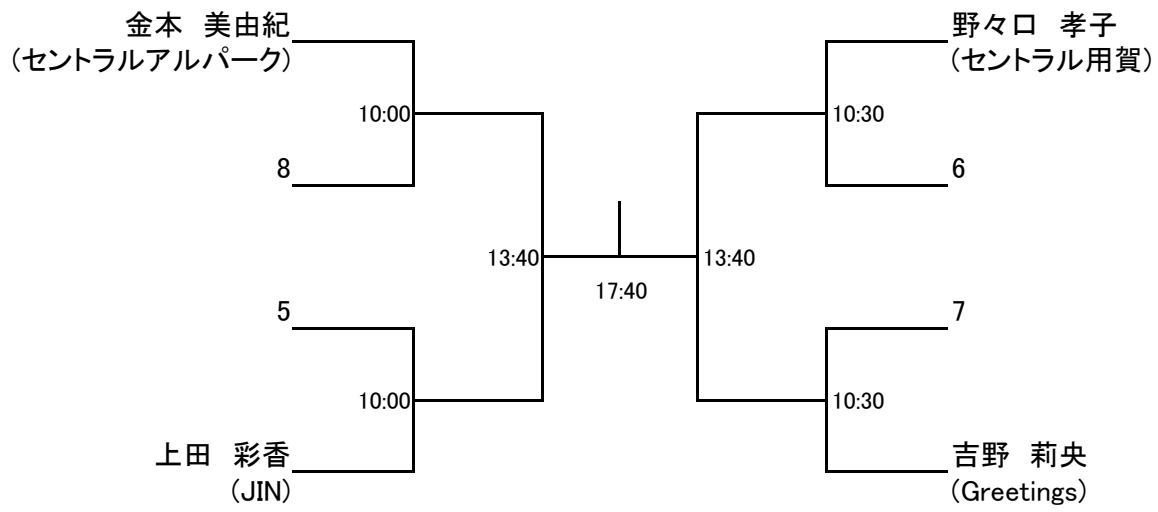 金本　美由紀
(セントラルアルパーク)
10:00
8
13:40
5
10:00
上田　彩香
(JIN)
17:40
野々口　孝子
(セントラル用賀)
10:30
6
13:40
7
10:30
吉野　莉央
(Greetings)